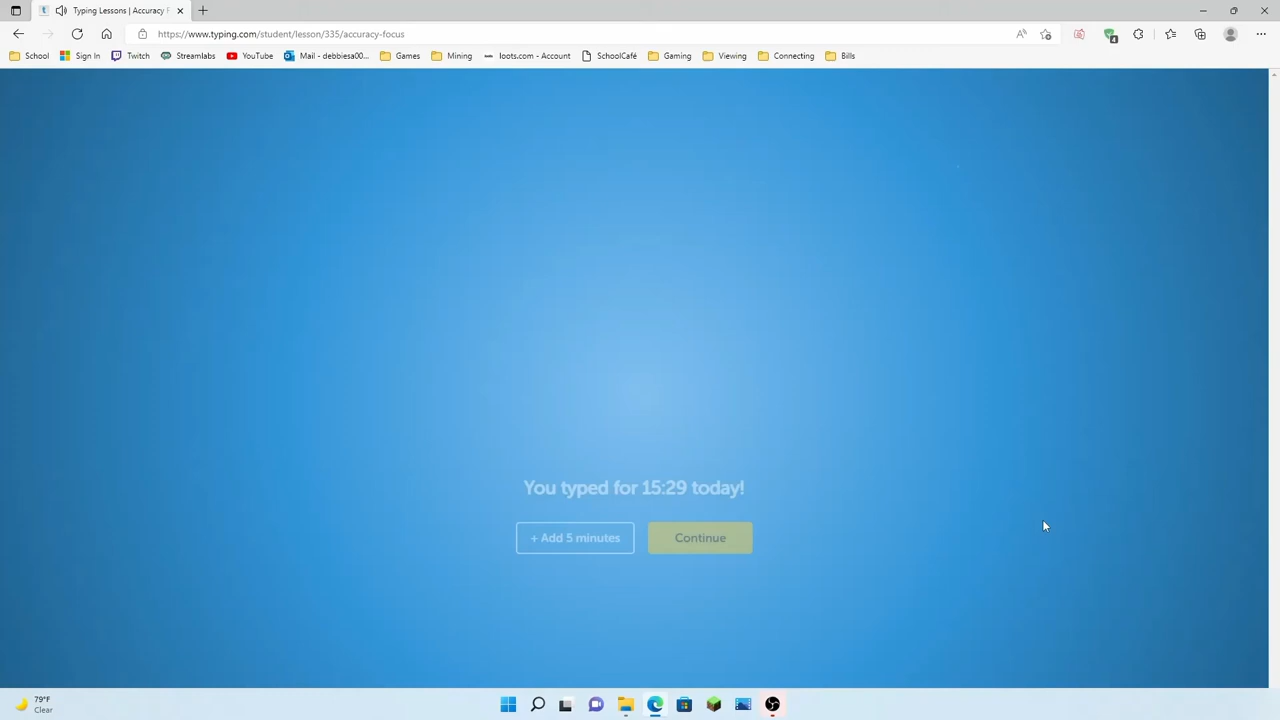 Typing Lessons | Accuracy F
https://www.typing.com/student/lesson/335/accuracy-focus
School Sign In Twitch Streamlabs YouTube Mail - debbiesa00... Games Mining loots.com - Account SchoolCafé Gaming Viewing Connecting Bills
4
You typed for 15:29 today!
+ Add 5 minutes Continue
79°F
Clear